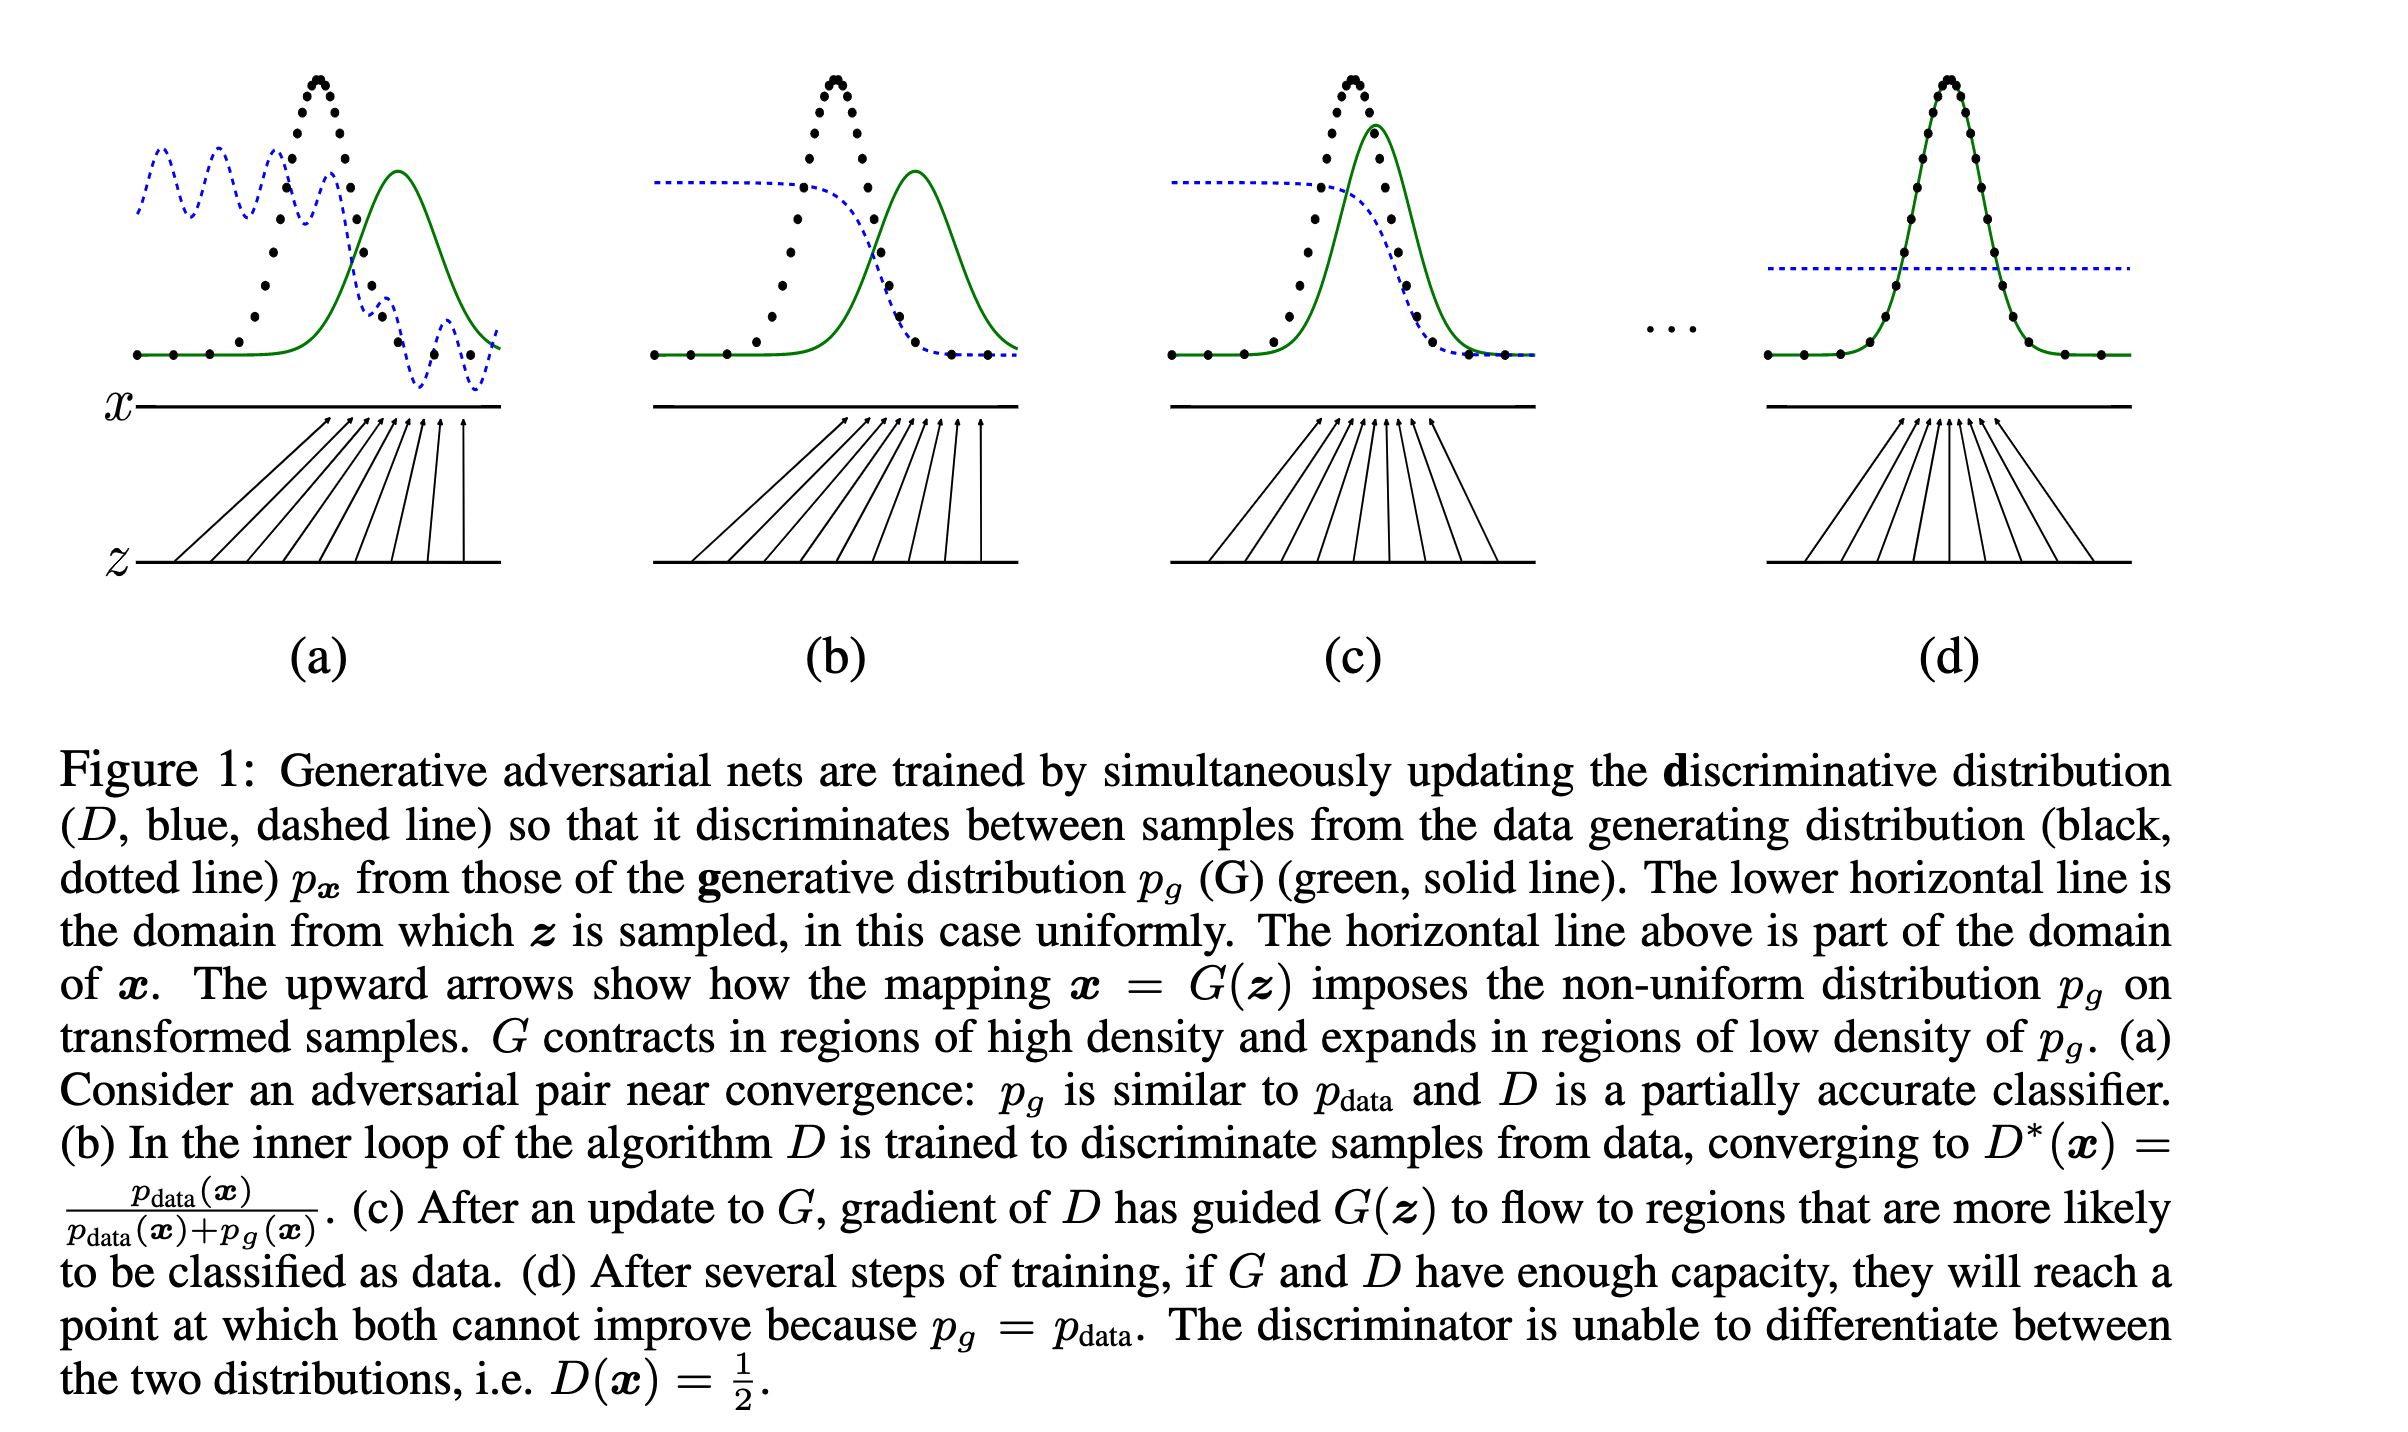 x
z
. . .
(a) (b) (c) (d)
Figure 1: Generative adversarial nets are trained by simultaneously updating the discriminative distribution
(D, blue, dashed line) so that it discriminates between samples from the data generating distribution (black,
dotted line) pₓ from those of the generative distribution p_g (G) (green, solid line). The lower horizontal line is
the domain from which z is sampled, in this case uniformly. The horizontal line above is part of the domain
of x. The upward arrows show how the mapping x = G(z) imposes the non-uniform distribution p_g on
transformed samples. G contracts in regions of high density and expands in regions of low density of p_g. (a)
Consider an adversarial pair near convergence: p_g is similar to p_data and D is a partially accurate classifier.
(b) In the inner loop of the algorithm D is trained to discriminate samples from data, converging to D*(x) =
p_data(x) / (p_data(x)+p_g(x)). (c) After an update to G, gradient of D has guided G(z) to flow to regions that are more likely
to be classified as data. (d) After several steps of training, if G and D have enough capacity, they will reach a
point at which both cannot improve because p_g = p_data. The discriminator is unable to differentiate between
the two distributions, i.e. D(x) = 1/2.